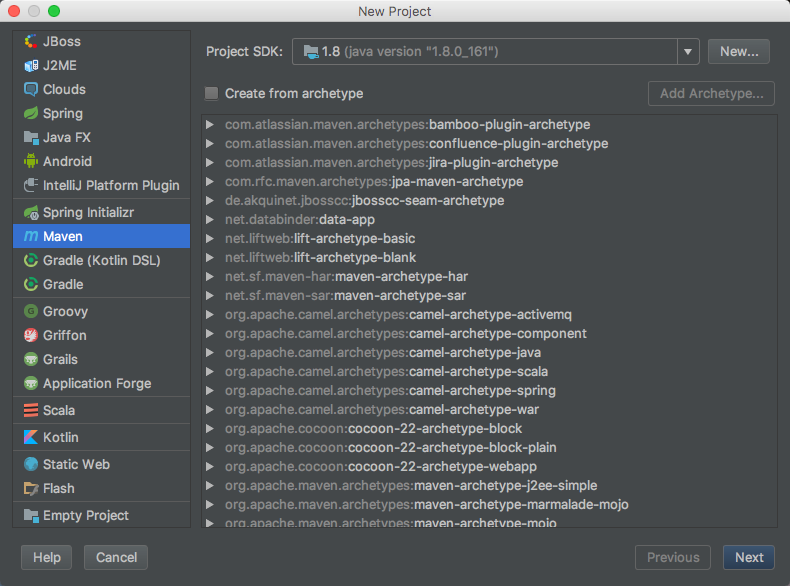 New Project
JBoss
J2ME
Clouds
Spring
Java FX
Android
IntelliJ Platform Plugin
Spring Initializr
Maven
Gradle (Kotlin DSL)
Gradle
Groovy
Griffon
Grails
Application Forge
Scala
Kotlin
Static Web
Flash
Empty Project
Project SDK: 1.8 (java version "1.8.0_161") New...
Create from archetype Add Archetype...
com.atlassian.maven.archetypes:bamboo-plugin-archetype
com.atlassian.maven.archetypes:confluence-plugin-archetype
com.atlassian.maven.archetypes:jira-plugin-archetype
com.rfc.maven.archetypes:jpa-maven-archetype
de.akquinet.jbosscc:jbosscc-seam-archetype
net.databinder:data-app
net.liftweb:lift-archetype-basic
net.liftweb:lift-archetype-blank
net.sf.maven-har:maven-archetype-har
net.sf.maven-sar:maven-archetype-sar
org.apache.camel.archetypes:camel-archetype-activemq
org.apache.camel.archetypes:camel-archetype-component
org.apache.camel.archetypes:camel-archetype-java
org.apache.camel.archetypes:camel-archetype-scala
org.apache.camel.archetypes:camel-archetype-spring
org.apache.camel.archetypes:camel-archetype-war
org.apache.cocoon:cocoon-22-archetype-block
org.apache.cocoon:cocoon-22-archetype-block-plain
org.apache.cocoon:cocoon-22-archetype-webapp
org.apache.maven.archetypes:maven-archetype-j2ee-simple
org.apache.maven.archetypes:maven-archetype-marmalade-mojo
org.apache.maven.archetypes:maven-archetype-mojo
Help Cancel Previous Next